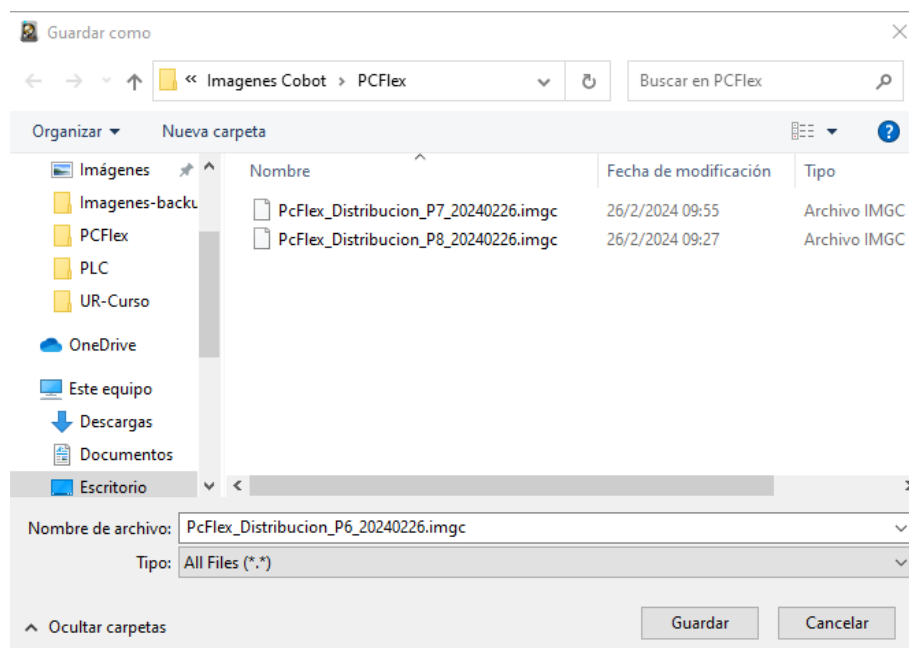 Guardar como
« Imagenes Cobot › PCFlex
Buscar en PCFlex
Organizar
Nueva carpeta
?
Nombre
Fecha de modificación
Tipo
Imágenes
Imagenes-backu
PCFlex
PLC
UR-Curso
OneDrive
Este equipo
Descargas
Documentos
Escritorio
PcFlex_Distribucion_P7_20240226.imgc 26/2/2024 09:55 Archivo IMGC
PcFlex_Distribucion_P8_20240226.imgc 26/2/2024 09:27 Archivo IMGC
Nombre de archivo: PcFlex_Distribucion_P6_20240226.imgc
Tipo: All Files (*.*)
Ocultar carpetas
Guardar
Cancelar